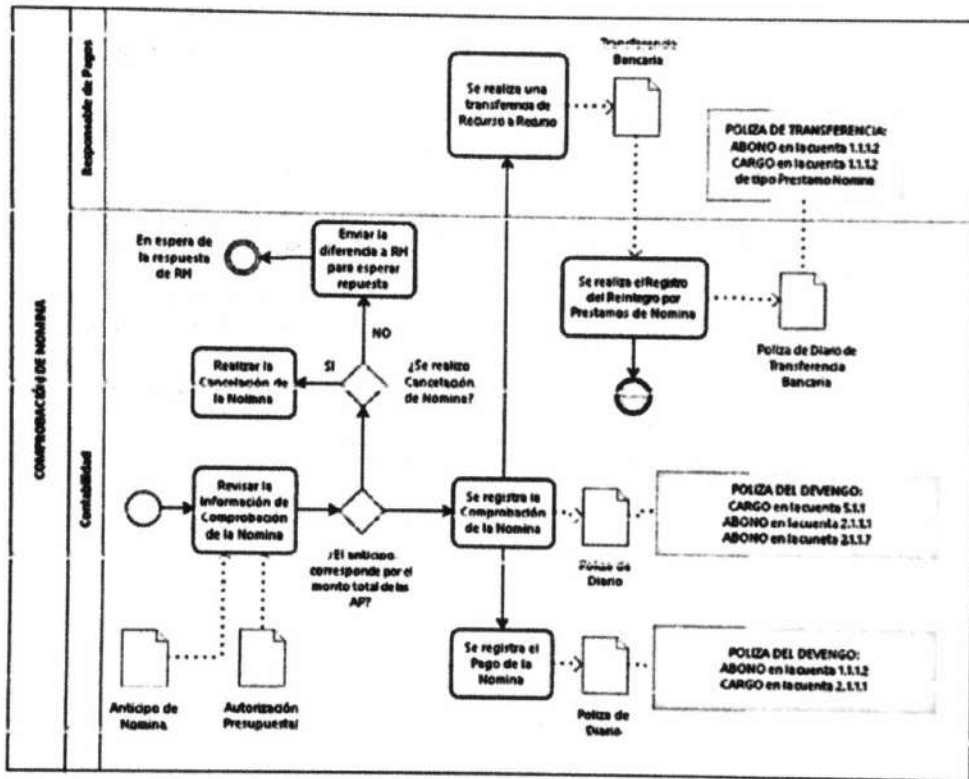 COMPROBACIÓN DE NOMINA
Responsable de Pagos
Se realiza una
transferencia de
Recurso a Recurso
Transferencia
Bancaria
POLIZA DE TRANSFERENCIA:
ABONO en la cuenta 1.1.1.2
CARGO en la cuenta 1.1.1.2
de tipo Prestamo Nomina
Contabilidad
En espera de
la respuesta
de RH
Enviar la
diferencia a RH
para esperar
repuesta
Se realiza el Registro
del Reintegro por
Prestamos de Nomina
Poliza de Diario de
Transferencia
Bancaria
NO
SI
¿Se realizo
Cancelación
de Nomina?
Realizar la
Cancelación de
la Nomina
Revisar la
Información de
Comprobación
de la Nomina
¿El anticipo
corresponde por el
monto total de las
AP?
Se registra la
Comprobación
de la Nomina
Poliza de
Diario
POLIZA DEL DEVENGO:
CARGO en la cuenta 5.1.1
ABONO en la cuenta 2.1.1.1
ABONO en la cuneta 2.1.1.7
Anticipo de
Nomina
Autorización
Presupuestal
Se registra el
Pago de la
Nomina
Poliza de
Diario
POLIZA DEL DEVENGO:
ABONO en la cuenta 1.1.1.2
CARGO en la cuenta 2.1.1.1